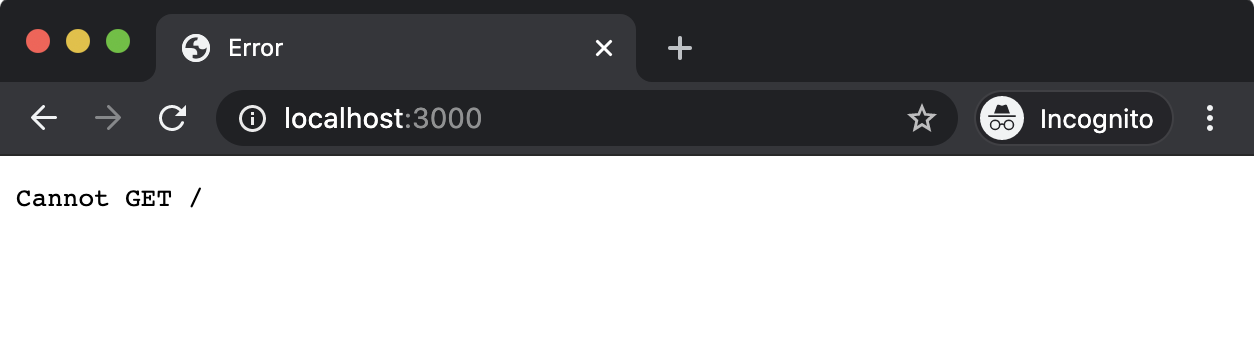 Error
localhost:3000
Incognito
Cannot GET /